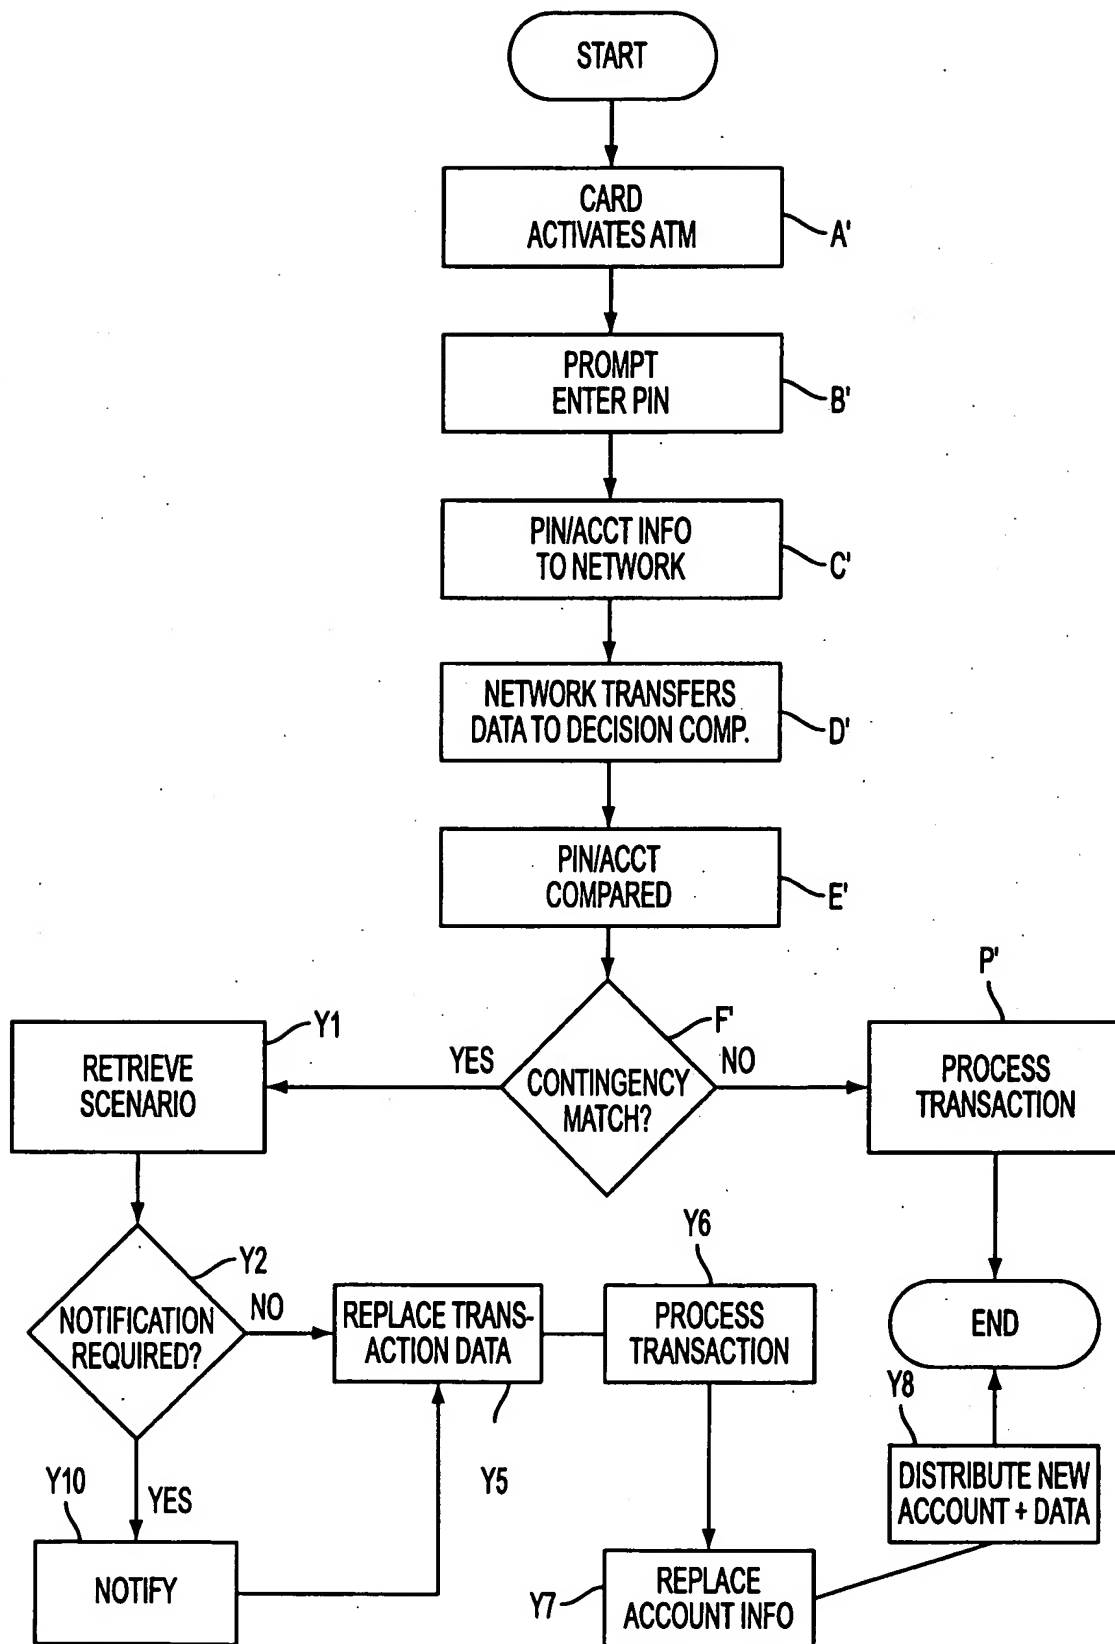 START
CARD
ACTIVATES ATM
A'
PROMPT
ENTER PIN
B'
PIN/ACCT INFO
TO NETWORK
C'
NETWORK TRANSFERS
DATA TO DECISION COMP.
D'
PIN/ACCT
COMPARED
E'
F'
CONTINGENCY
MATCH?
YES
NO
P'
PROCESS
TRANSACTION
Y1
RETRIEVE
SCENARIO
Y2
NOTIFICATION
REQUIRED?
NO
YES
REPLACE TRANS-
ACTION DATA
Y5
Y6
PROCESS
TRANSACTION
END
Y8
DISTRIBUTE NEW
ACCOUNT + DATA
Y10
NOTIFY
Y7
REPLACE
ACCOUNT INFO